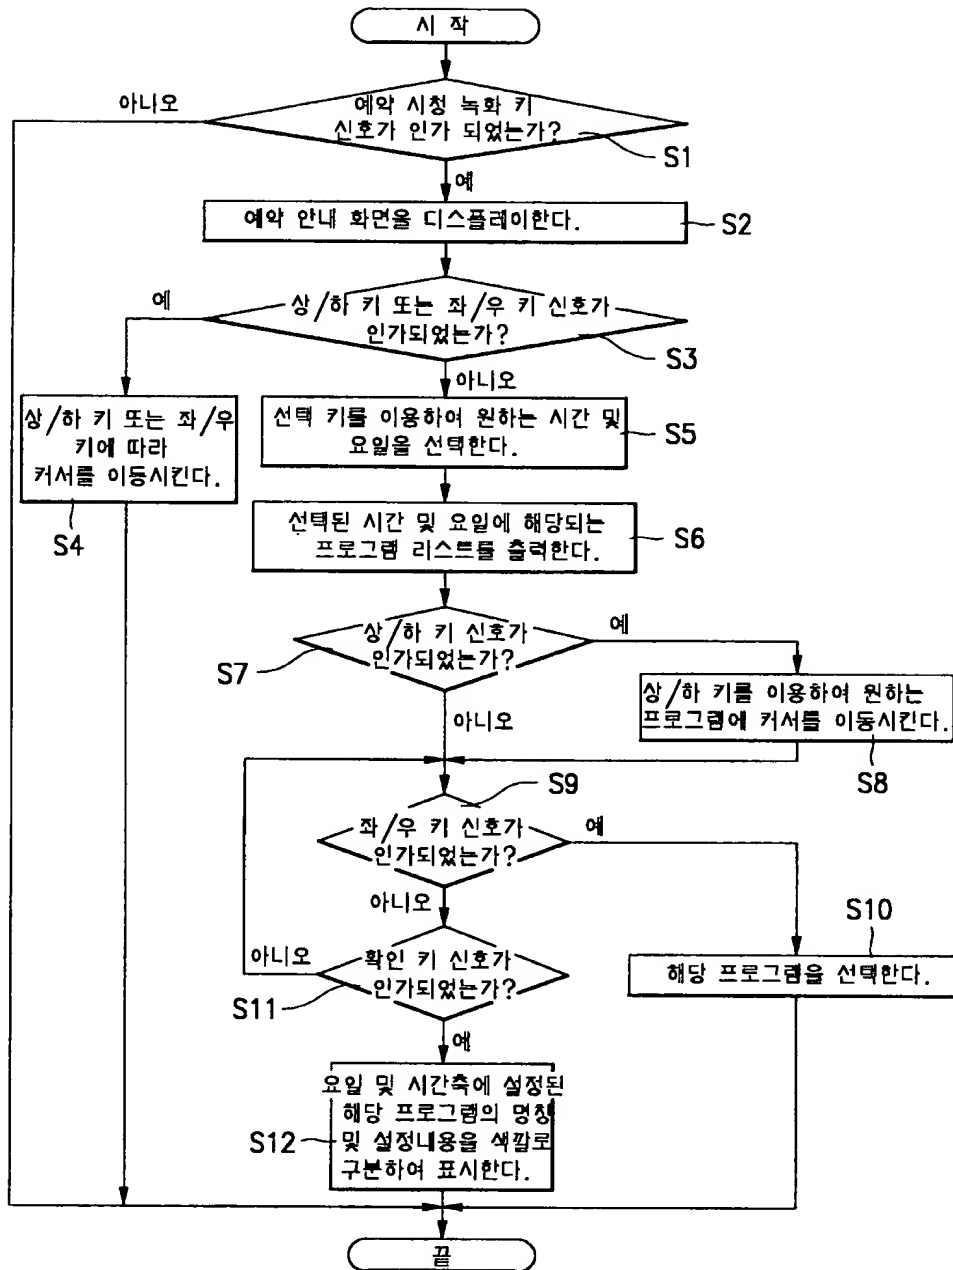 시 작
아니오
예약 시청 녹화 키
신호가 인가 되었는가?
S1
예
예약 안내 화면을 디스플레이한다.
S2
예
상/하 키 또는 좌/우 키 신호가
인가되었는가?
S3
아니오
상/하 키 또는 좌/우
키에 따라
커서를 이동시킨다.
S4
선택 키를 이용하여 원하는 시간 및
요일을 선택한다.
S5
선택된 시간 및 요일에 해당되는
프로그램 리스트를 출력한다.
S6
상/하 키 신호가
인가되었는가?
S7
예
아니오
상/하 키를 이용하여 원하는
프로그램에 커서를 이동시킨다.
S8
S9
좌/우 키 신호가
인가되었는가?
예
아니오
S10
해당 프로그램을 선택한다.
아니오
확인 키 신호가
인가되었는가?
S11
예
요일 및 시간축에 설정된
해당 프로그램의 명칭
및 설정내용을 색깔로
구분하여 표시한다.
S12
끝